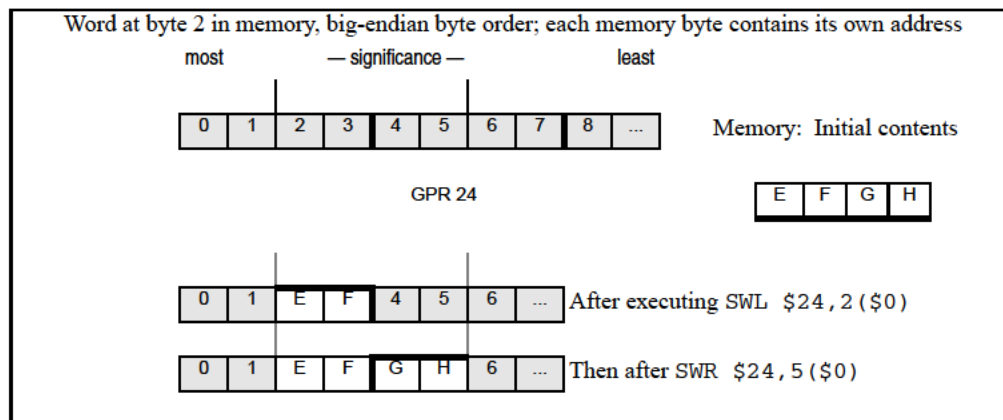 Word at byte 2 in memory, big-endian byte order; each memory byte contains its own address
most — significance — least
0 1 2 3 4 5 6 7 8 ... Memory: Initial contents
GPR 24 E F G H
0 1 E F 4 5 6 ... After executing SWL $24,2($0)
0 1 E F G H 6 ... Then after SWR $24,5($0)